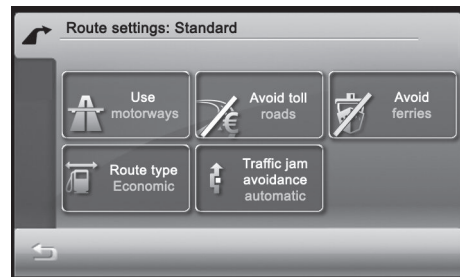 Route settings: Standard
Use
motorways
Avoid toll
roads
€
Avoid
ferries
Route type
Economic
Traffic jam
avoidance
automatic